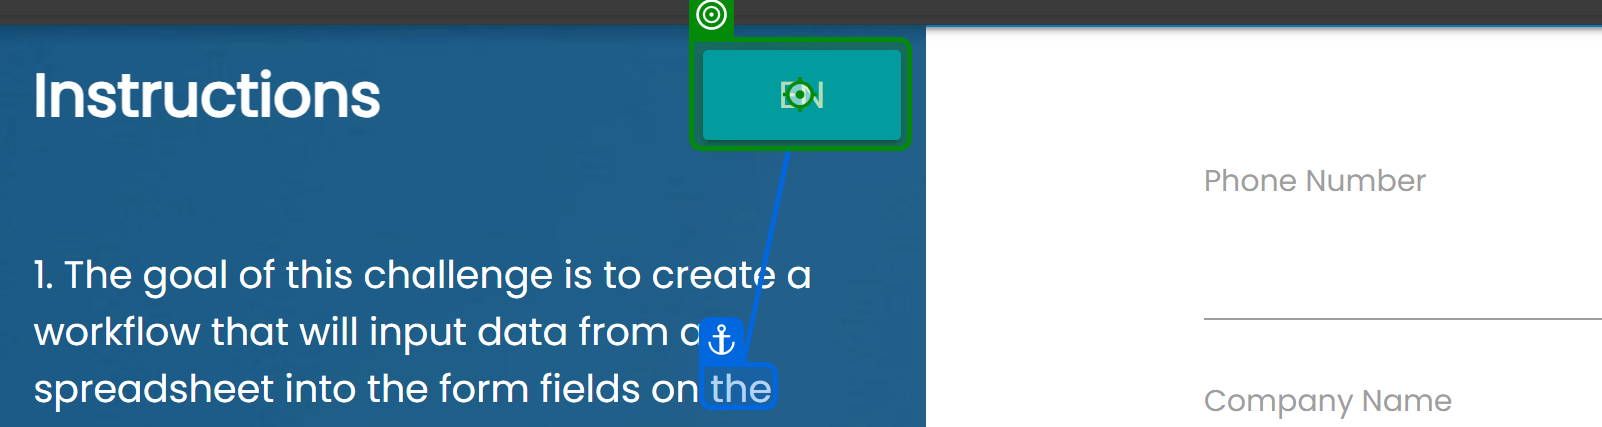 Instructions
EN
1. The goal of this challenge is to create a
workflow that will input data from a
spreadsheet into the form fields on the
Phone Number
Company Name